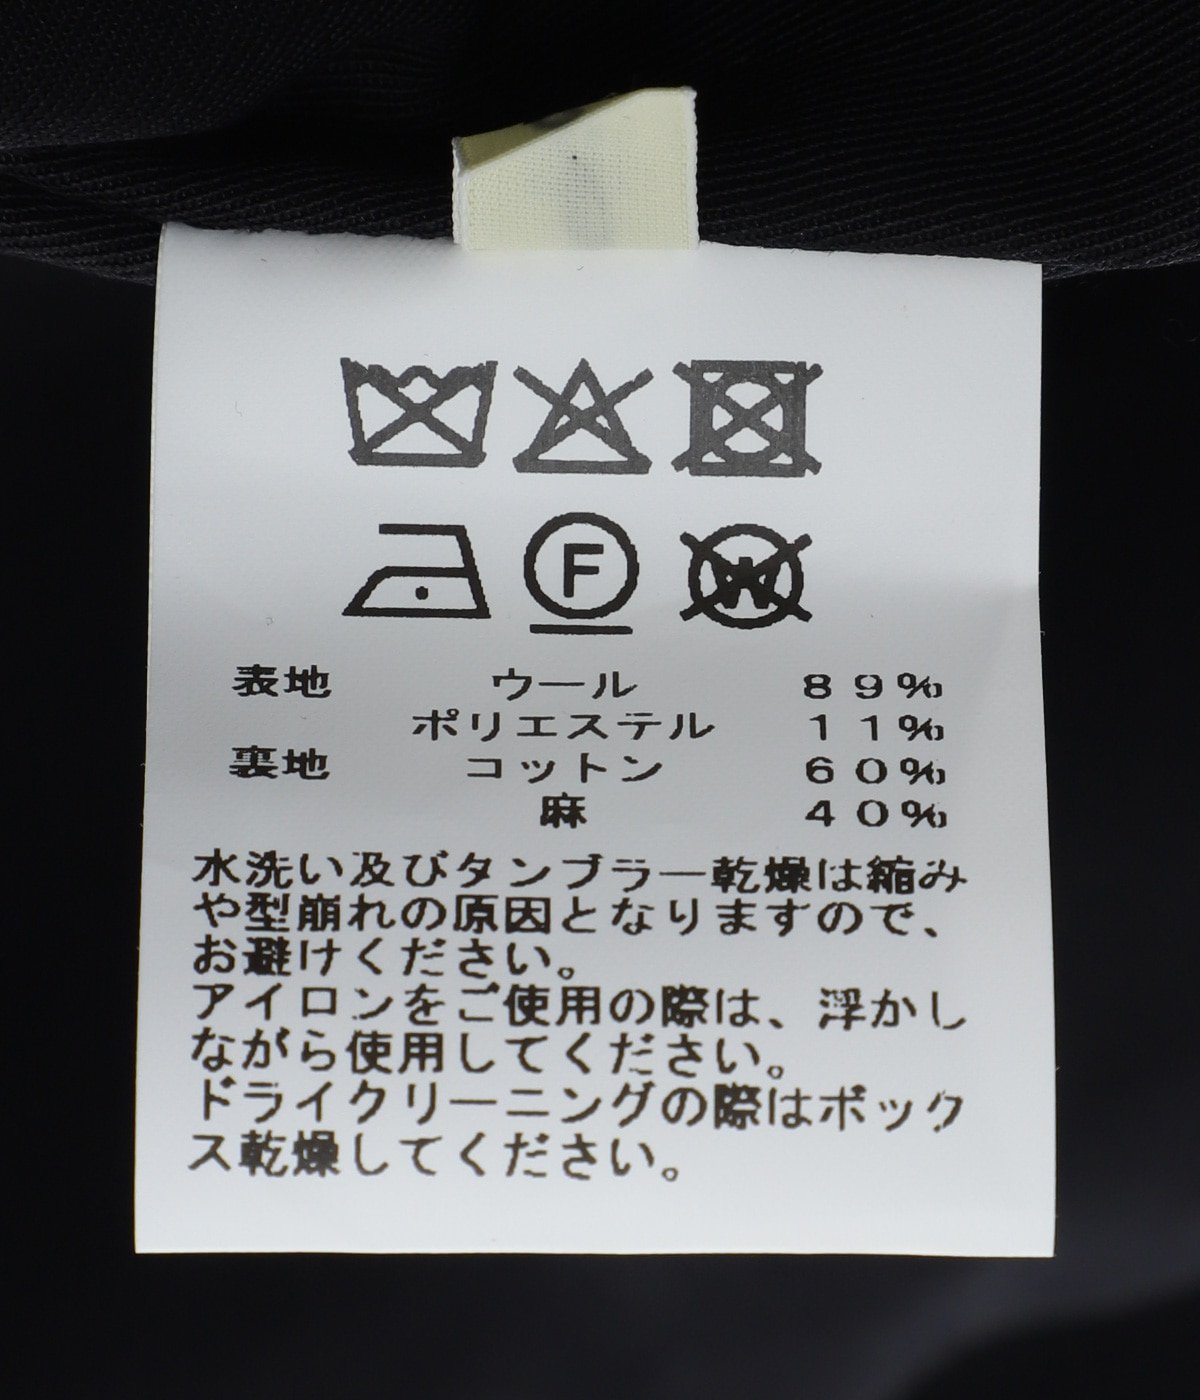 F
W
表地 ウール 89%
ポリエステル 11%
裏地 コットン 60%
麻 40%
水洗い及びタンブラー乾燥は縮み
や型崩れの原因となりますので、
お避けください。
アイロンをご使用の際は、浮かし
ながら使用してください。
ドライクリーニングの際はボック
ス乾燥してください。